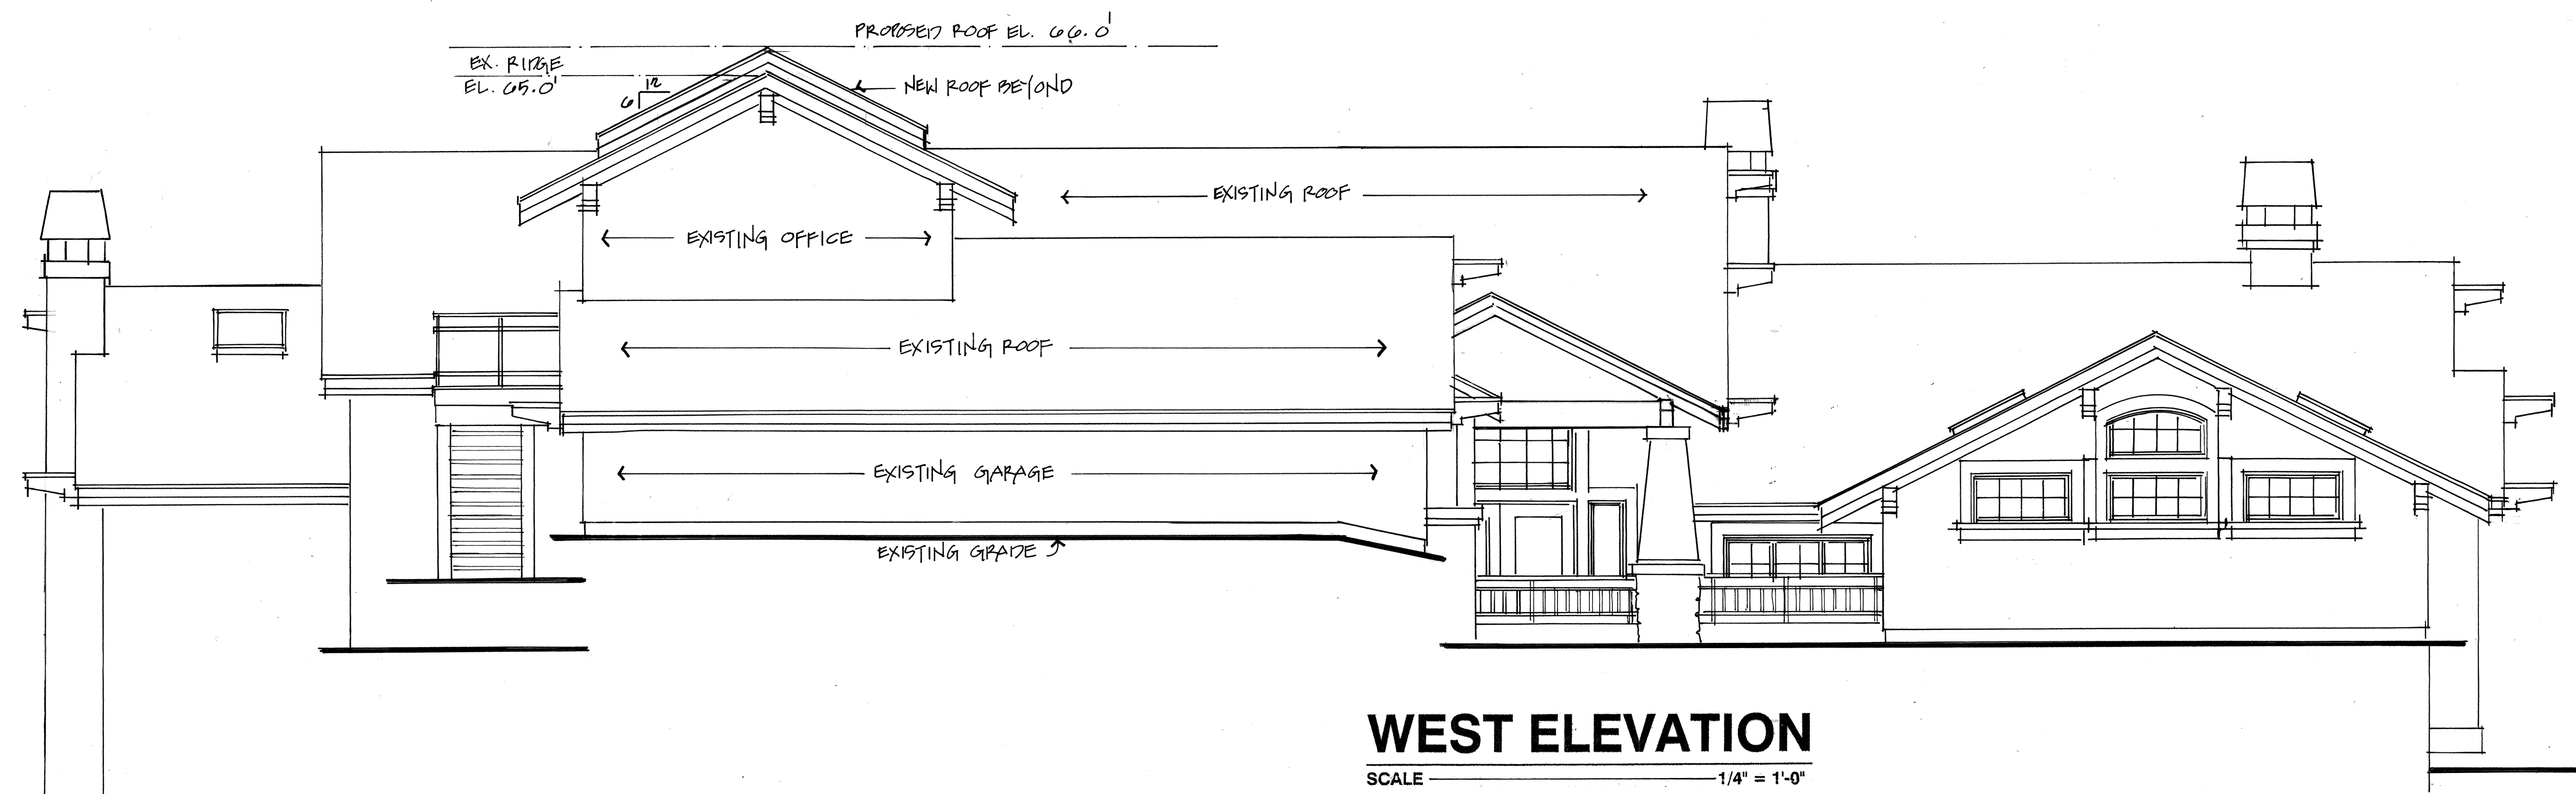 PROPOSED ROOF EL. 66.0'
EX. RIDGE
EL. 65.0'
12
6
NEW ROOF BEYOND
EXISTING ROOF
EXISTING OFFICE
EXISTING ROOF
EXISTING GARAGE
EXISTING GRADE
WEST ELEVATION
SCALE 1/4" = 1'-0"